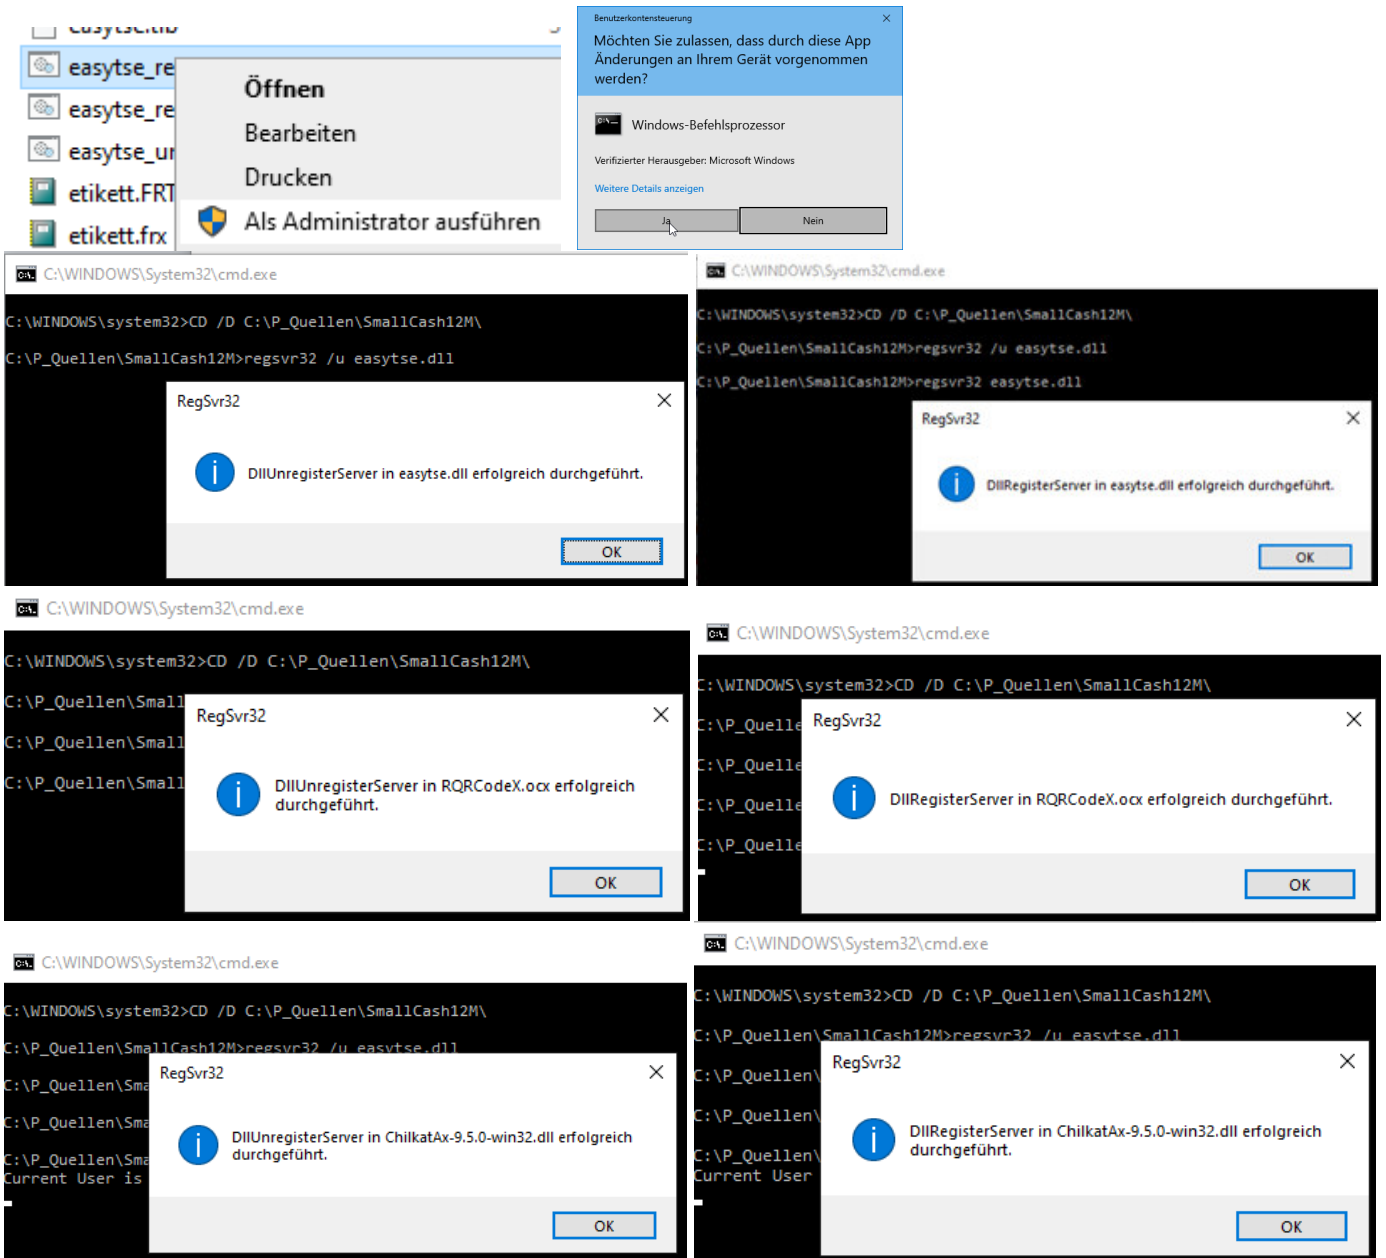 easytse.lib
easytse_re
easytse_re
easytse_ur
etikett.FRT
etikett.frx
Öffnen
Bearbeiten
Drucken
Als Administrator ausführen
Benutzerkontensteuerung
Möchten Sie zulassen, dass durch diese App
Änderungen an Ihrem Gerät vorgenommen
werden?
Windows-Befehlsprozessor
Verifizierter Herausgeber: Microsoft Windows
Weitere Details anzeigen
Ja
Nein
C:\WINDOWS\System32\cmd.exe
C:\WINDOWS\system32>CD /D C:\P_Quellen\SmallCash12M\
C:\P_Quellen\SmallCash12M>regsvr32 /u easytse.dll
RegSvr32
DllUnregisterServer in easytse.dll erfolgreich durchgeführt.
OK
C:\WINDOWS\System32\cmd.exe
C:\WINDOWS\system32>CD /D C:\P_Quellen\SmallCash12M\
C:\P_Quellen\SmallCash12M>regsvr32 /u easytse.dll
C:\P_Quellen\SmallCash12M>regsvr32 easytse.dll
RegSvr32
DllRegisterServer in easytse.dll erfolgreich durchgeführt.
OK
C:\WINDOWS\System32\cmd.exe
C:\WINDOWS\system32>CD /D C:\P_Quellen\SmallCash12M\
C:\P_Quellen\Small
C:\P_Quellen\Small
C:\P_Quellen\Small
RegSvr32
DllUnregisterServer in RQRCodeX.ocx erfolgreich
durchgeführt.
OK
C:\WINDOWS\System32\cmd.exe
C:\WINDOWS\system32>CD /D C:\P_Quellen\SmallCash12M\
C:\P_Quelle
C:\P_Quelle
C:\P_Quelle
C:\P_Quelle
RegSvr32
DllRegisterServer in RQRCodeX.ocx erfolgreich durchgeführt.
OK
C:\WINDOWS\System32\cmd.exe
C:\WINDOWS\system32>CD /D C:\P_Quellen\SmallCash12M\
C:\P_Quellen\SmallCash12M>regsvr32 /u easytse.dll
C:\P_Quellen\Sma
C:\P_Quellen\Sma
C:\P_Quellen\Sma
Current User is
RegSvr32
DllUnregisterServer in ChilkatAx-9.5.0-win32.dll erfolgreich
durchgeführt.
OK
C:\WINDOWS\System32\cmd.exe
C:\WINDOWS\system32>CD /D C:\P_Quellen\SmallCash12M\
C:\P_Quellen\SmallCash12M>regsvr32 /u easytse.dll
C:\P_Quellen\
C:\P_Quellen\
C:\P_Quellen\
Current User
RegSvr32
DllRegisterServer in ChilkatAx-9.5.0-win32.dll erfolgreich
durchgeführt.
OK